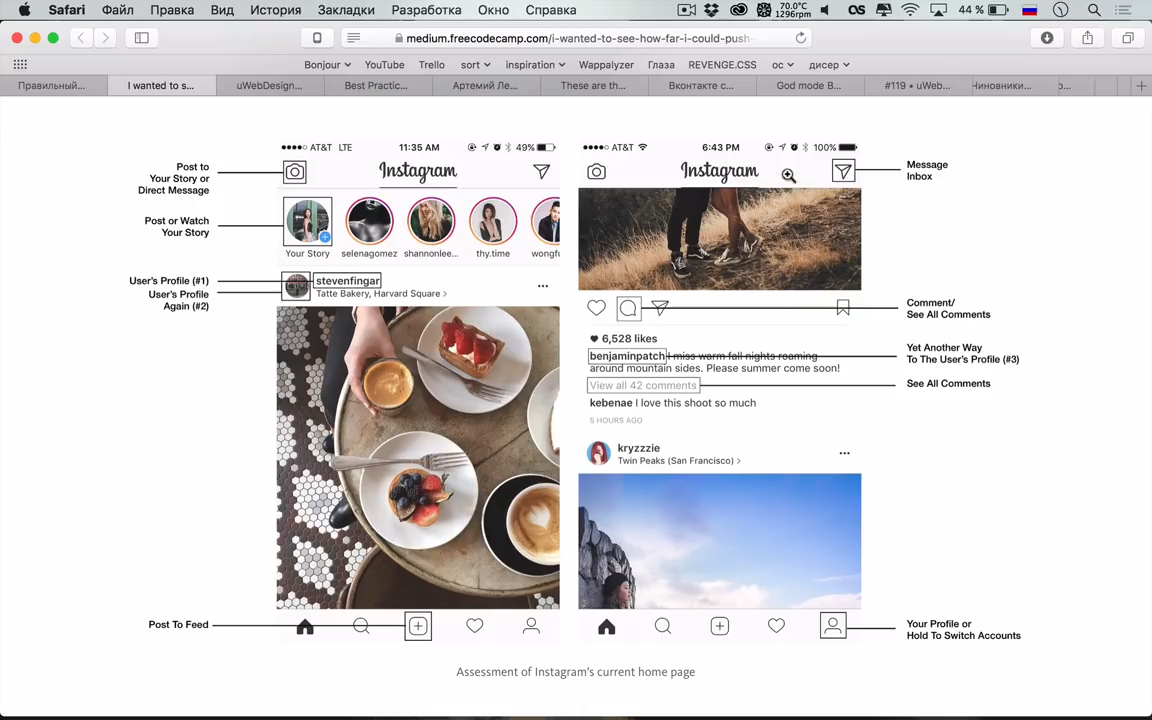 Safari Файл Правка Вид История Закладки Разработка Окно Справка 70.0°C 1296rpm 44 %
medium.freecodecamp.com/i-wanted-to-see-how-far-i-could-push-
Bonjour YouTube Trello sort inspiration Wappalyzer Глаза REVENGE.CSS ос дисер
Правильный... I wanted to s... uWebDesign... Best Practic... Артемий Ле... These are th... Вконтакте с... God mode В... #119 • uWeb... Чиновники...
AT&T LTE 11:35 AM 49%
Instagram
Post to
Your Story or
Direct Message
Post or Watch
Your Story
Your Story selenagomez shannonlee... thy.time wongfu
User's Profile (#1)
User's Profile
Again (#2)
stevenfingar
Tatte Bakery, Harvard Square >
Post To Feed
AT&T 6:43 PM 100%
Instagram
Message
Inbox
Comment/
See All Comments
6,528 likes
benjaminpatch I miss warm fall nights roaming
around mountain sides. Please summer come soon!
Yet Another Way
To The User's Profile (#3)
View all 42 comments
See All Comments
kebenae I love this shoot so much
5 HOURS AGO
kryzzzie
Twin Peaks (San Francisco) >
Your Profile or
Hold To Switch Accounts
Assessment of Instagram's current home page